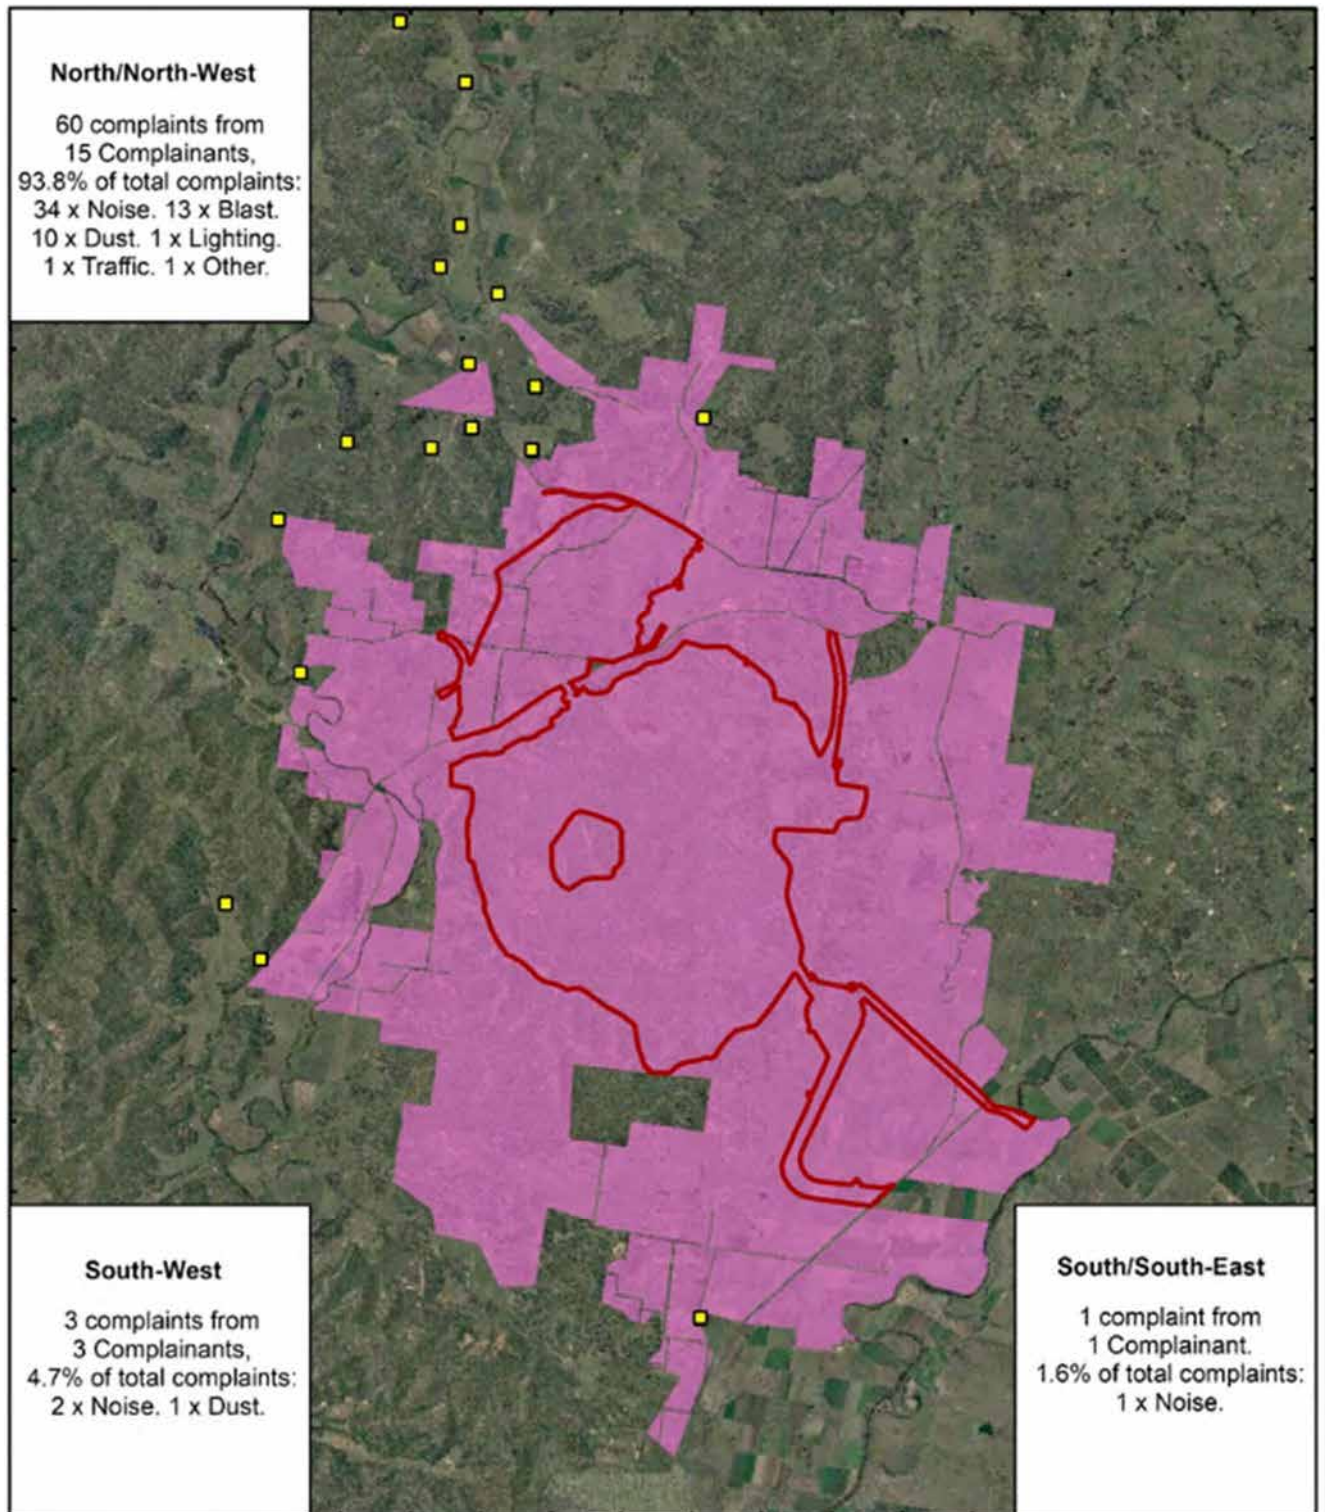 North/North-West
60 complaints from
15 Complainants,
93.8% of total complaints:
34 x Noise. 13 x Blast.
10 x Dust. 1 x Lighting.
1 x Traffic. 1 x Other.
South-West
3 complaints from
3 Complainants,
4.7% of total complaints:
2 x Noise. 1 x Dust.
South/South-East
1 complaint from
1 Complainant.
1.6% of total complaints:
1 x Noise.